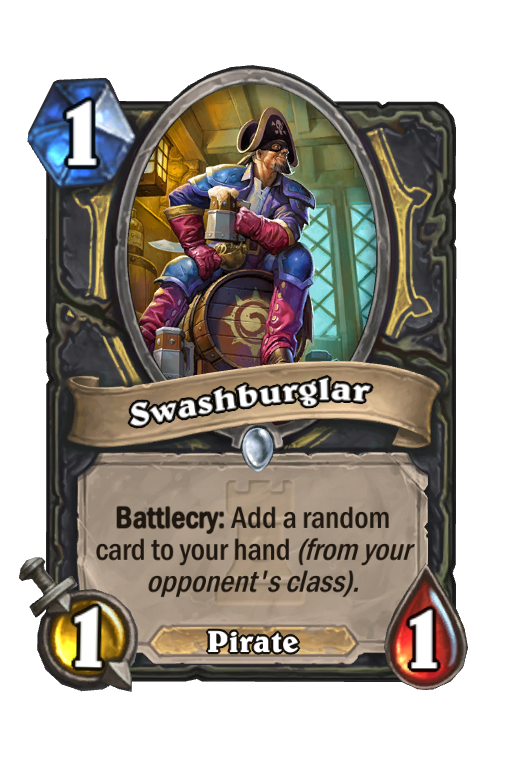 1
Swashburglar
Battlecry: Add a random
card to your hand (from your
opponent's class).
1
Pirate
1